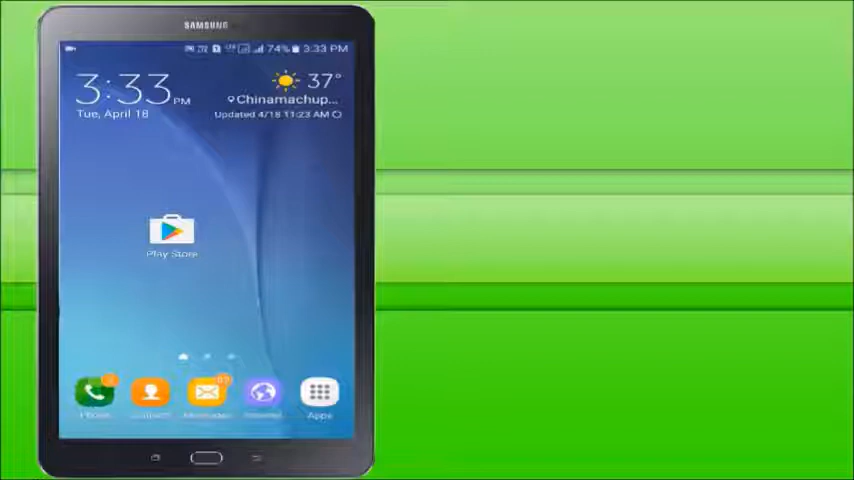 SAMSUNG
74% 3:33 PM
3:33 PM
37°
Chinamachup...
Tue, April 18
Updated 4/18 11:23 AM
Play Store
Phone
Apps